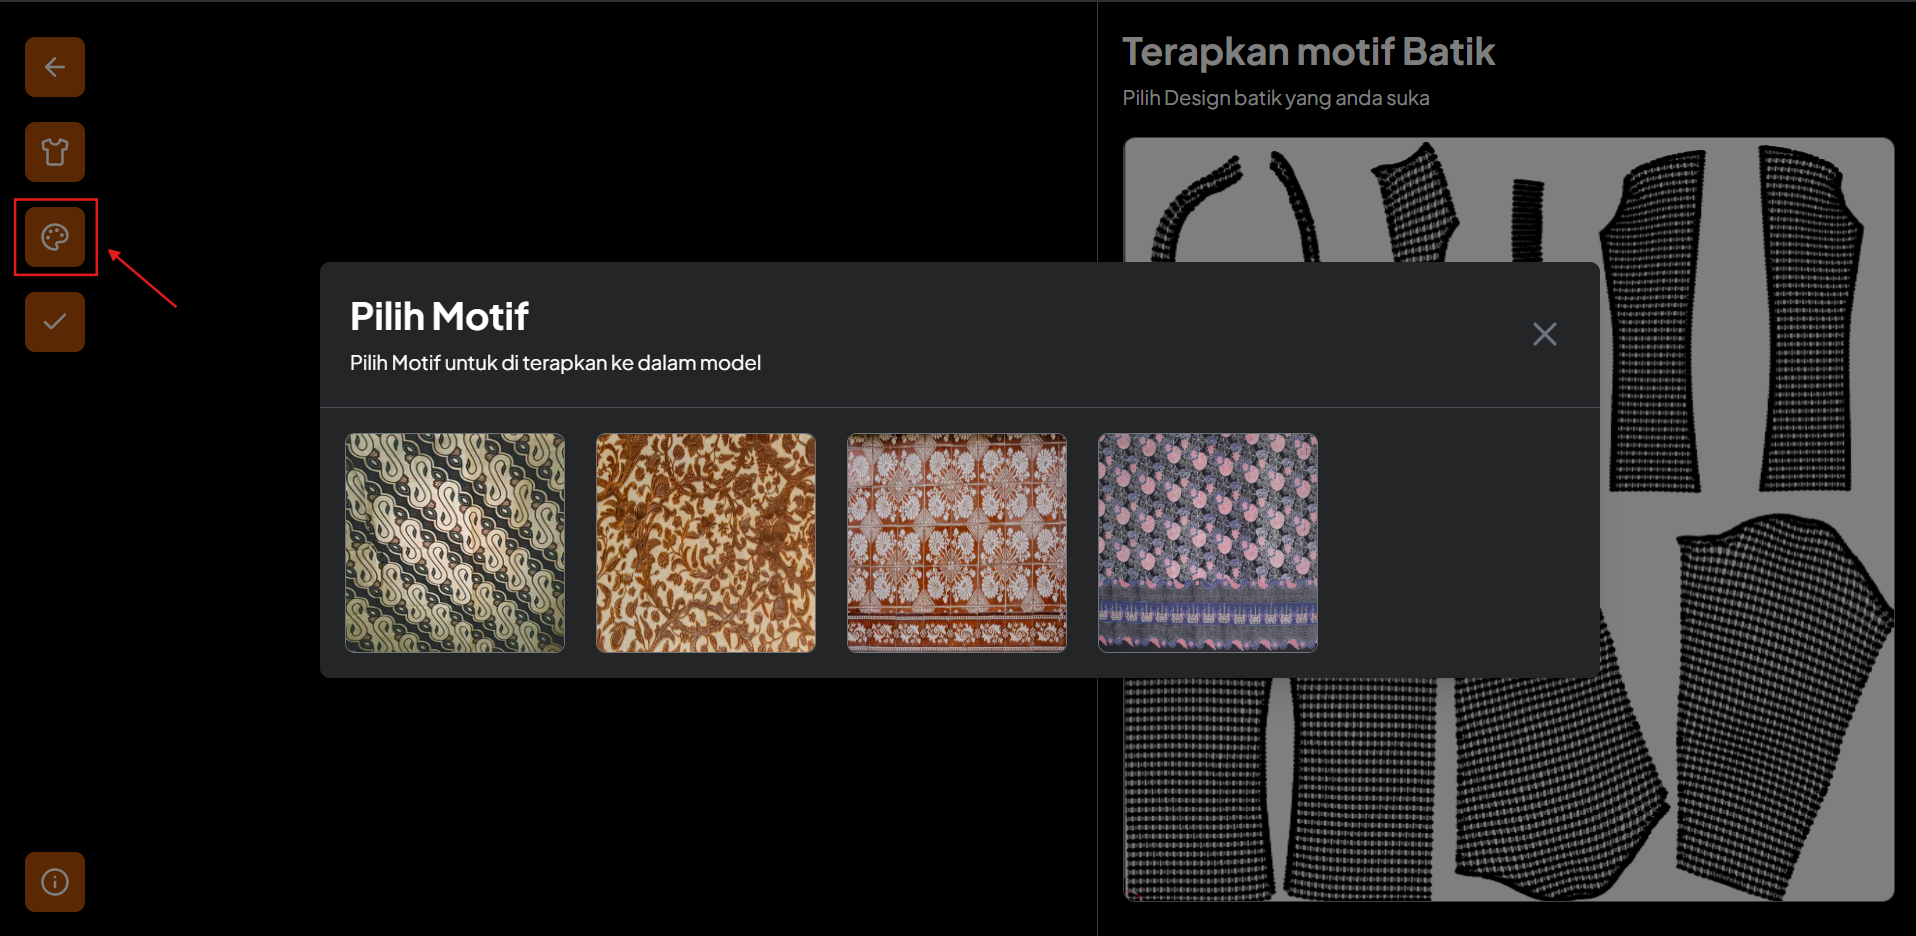 Terapkan motif Batik
Pilih Design batik yang anda suka
Pilih Motif
Pilih Motif untuk di terapkan ke dalam model